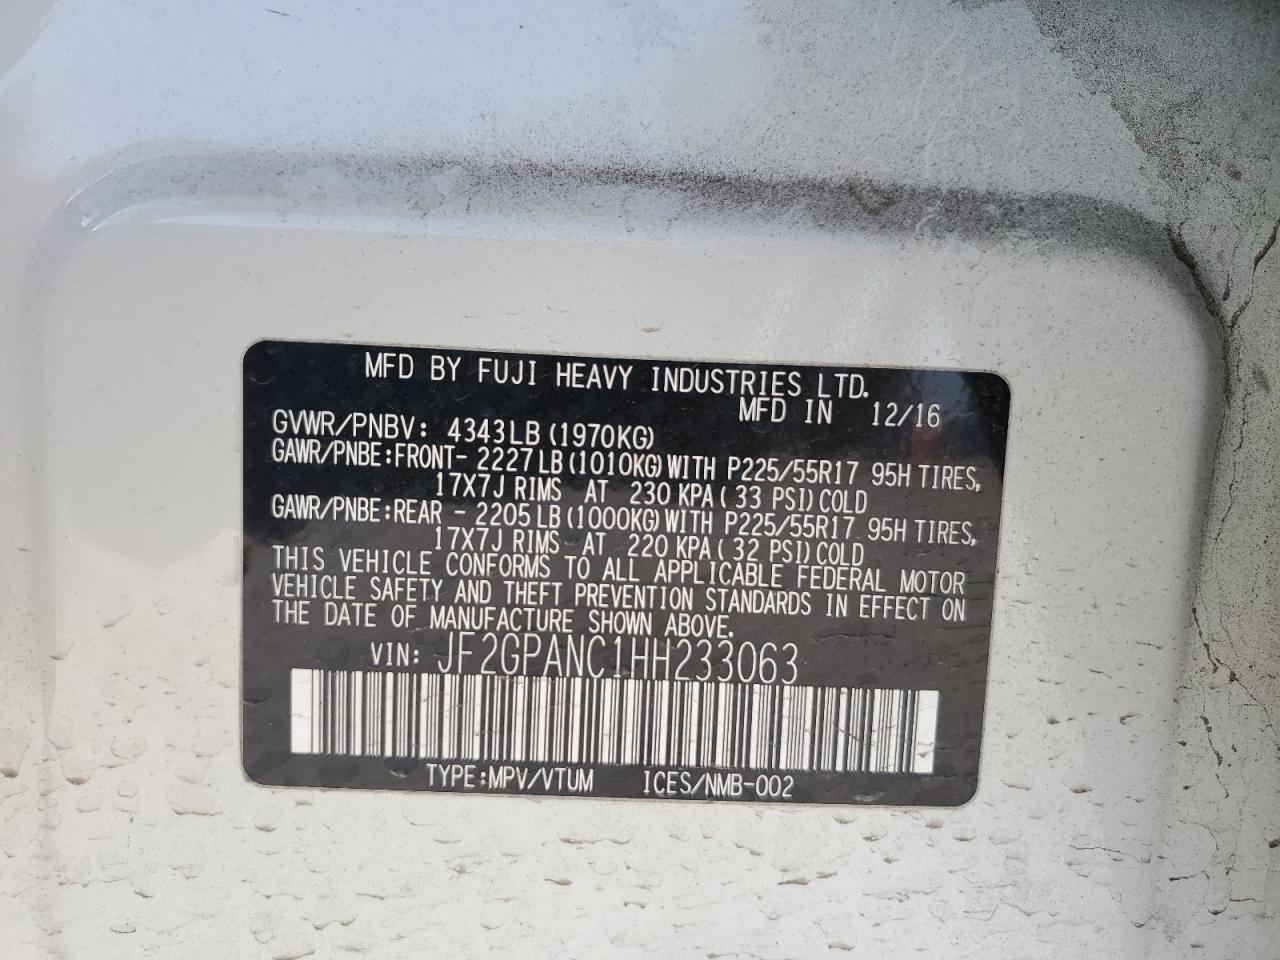 MFD BY FUJI HEAVY INDUSTRIES LTD.
MFD IN 12/16
GVWR/PNBV: 4343LB (1970KG)
GAWR/PNBE:FRONT- 2227LB(1010KG)WITH P225/55R17 95H TIRES,
17X7J RIMS AT 230 KPA( 33 PSI)COLD
GAWR/PNBE:REAR - 2205LB(1000KG)WITH P225/55R17 95H TIRES,
17X7J RIMS AT 220 KPA( 32 PSI)COLD
THIS VEHICLE CONFORMS TO ALL APPLICABLE FEDERAL MOTOR
VEHICLE SAFETY AND THEFT PREVENTION STANDARDS IN EFFECT ON
THE DATE OF MANUFACTURE SHOWN ABOVE.
VIN: JF2GPANC1HH233063
TYPE:MPV/VTUM ICES/NMB-002